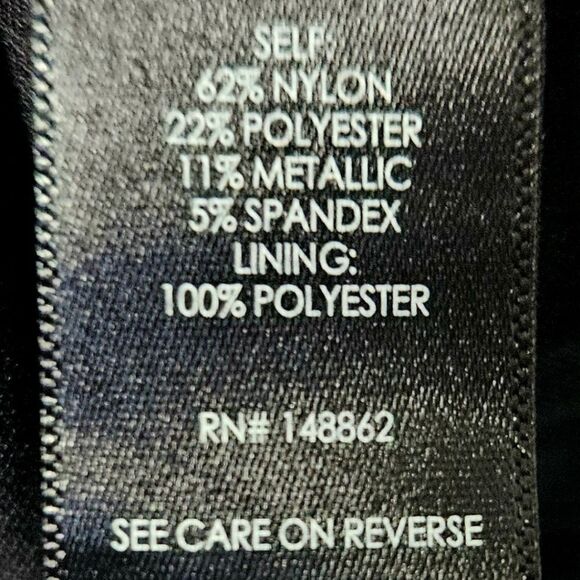 SELF:
62% NYLON
22% POLYESTER
11% METALLIC
5% SPANDEX
LINING:
100% POLYESTER
RN# 148862
SEE CARE ON REVERSE